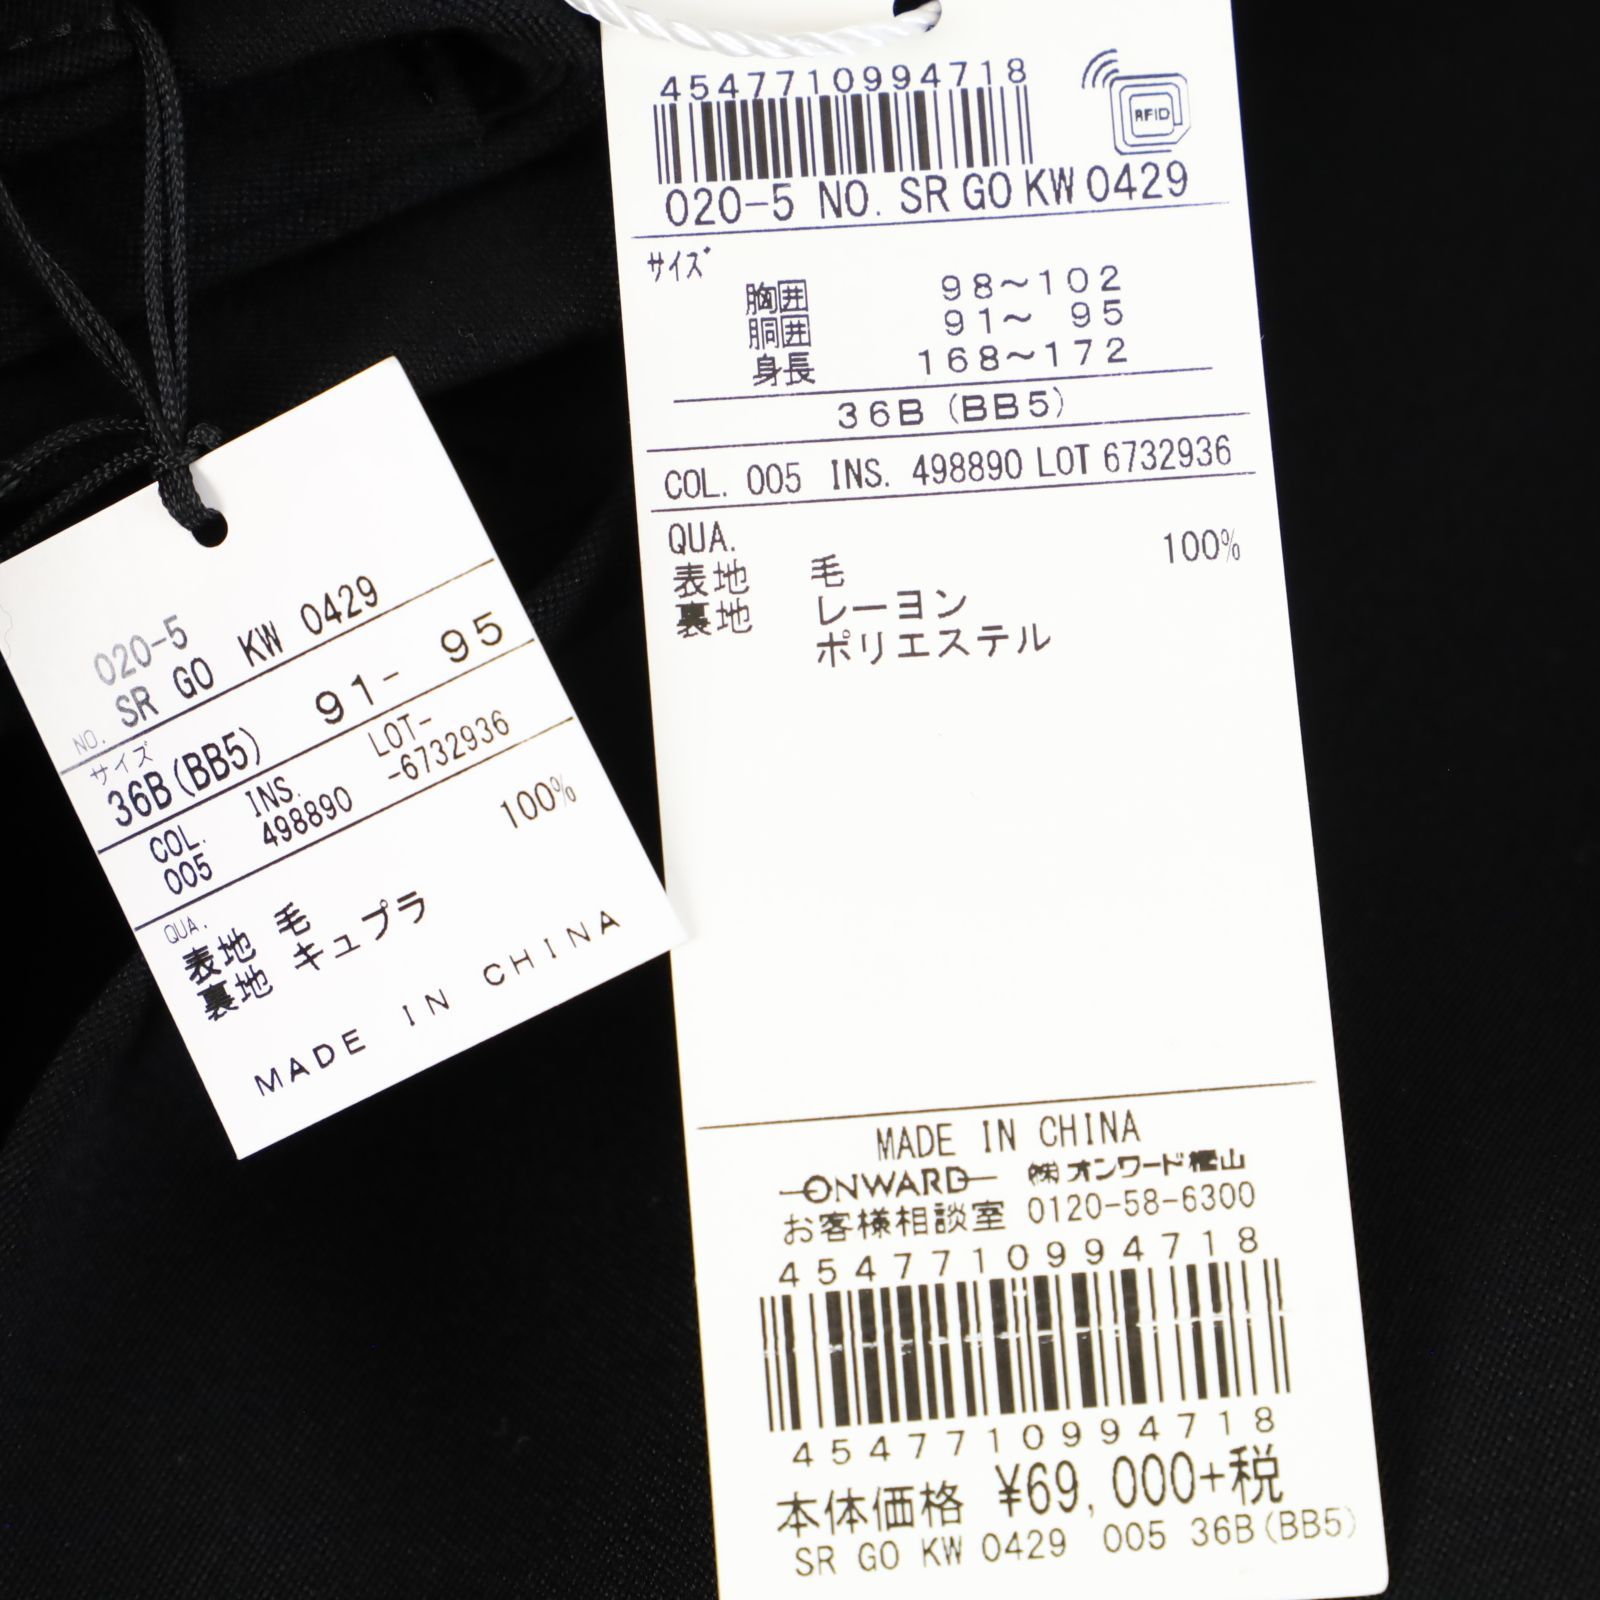 4547710994718
RFID
020-5 NO. SR GO KW 0429
サイズ
胸囲 98~102
胴囲 91~ 95
身長 168~172
36B (BB5)
COL. 005 INS. 498890 LOT 6732936
QUA.
表地 毛 100%
裏地 レーヨン
ポリエステル
MADE IN CHINA
ONWARD ㈱オンワード樫山
お客様相談室 0120-58-6300
4547710994718
4547710994718
本体価格 ¥69,000+税
SR GO KW 0429 005 36B(BB5)
020-5
NO. SR GO KW 0429
サイズ
36B(BB5) 91- 95
COL. INS. LOT-
005 498890 -6732936
QUA. 100%
表地 毛
裏地 キュプラ
MADE IN CHINA